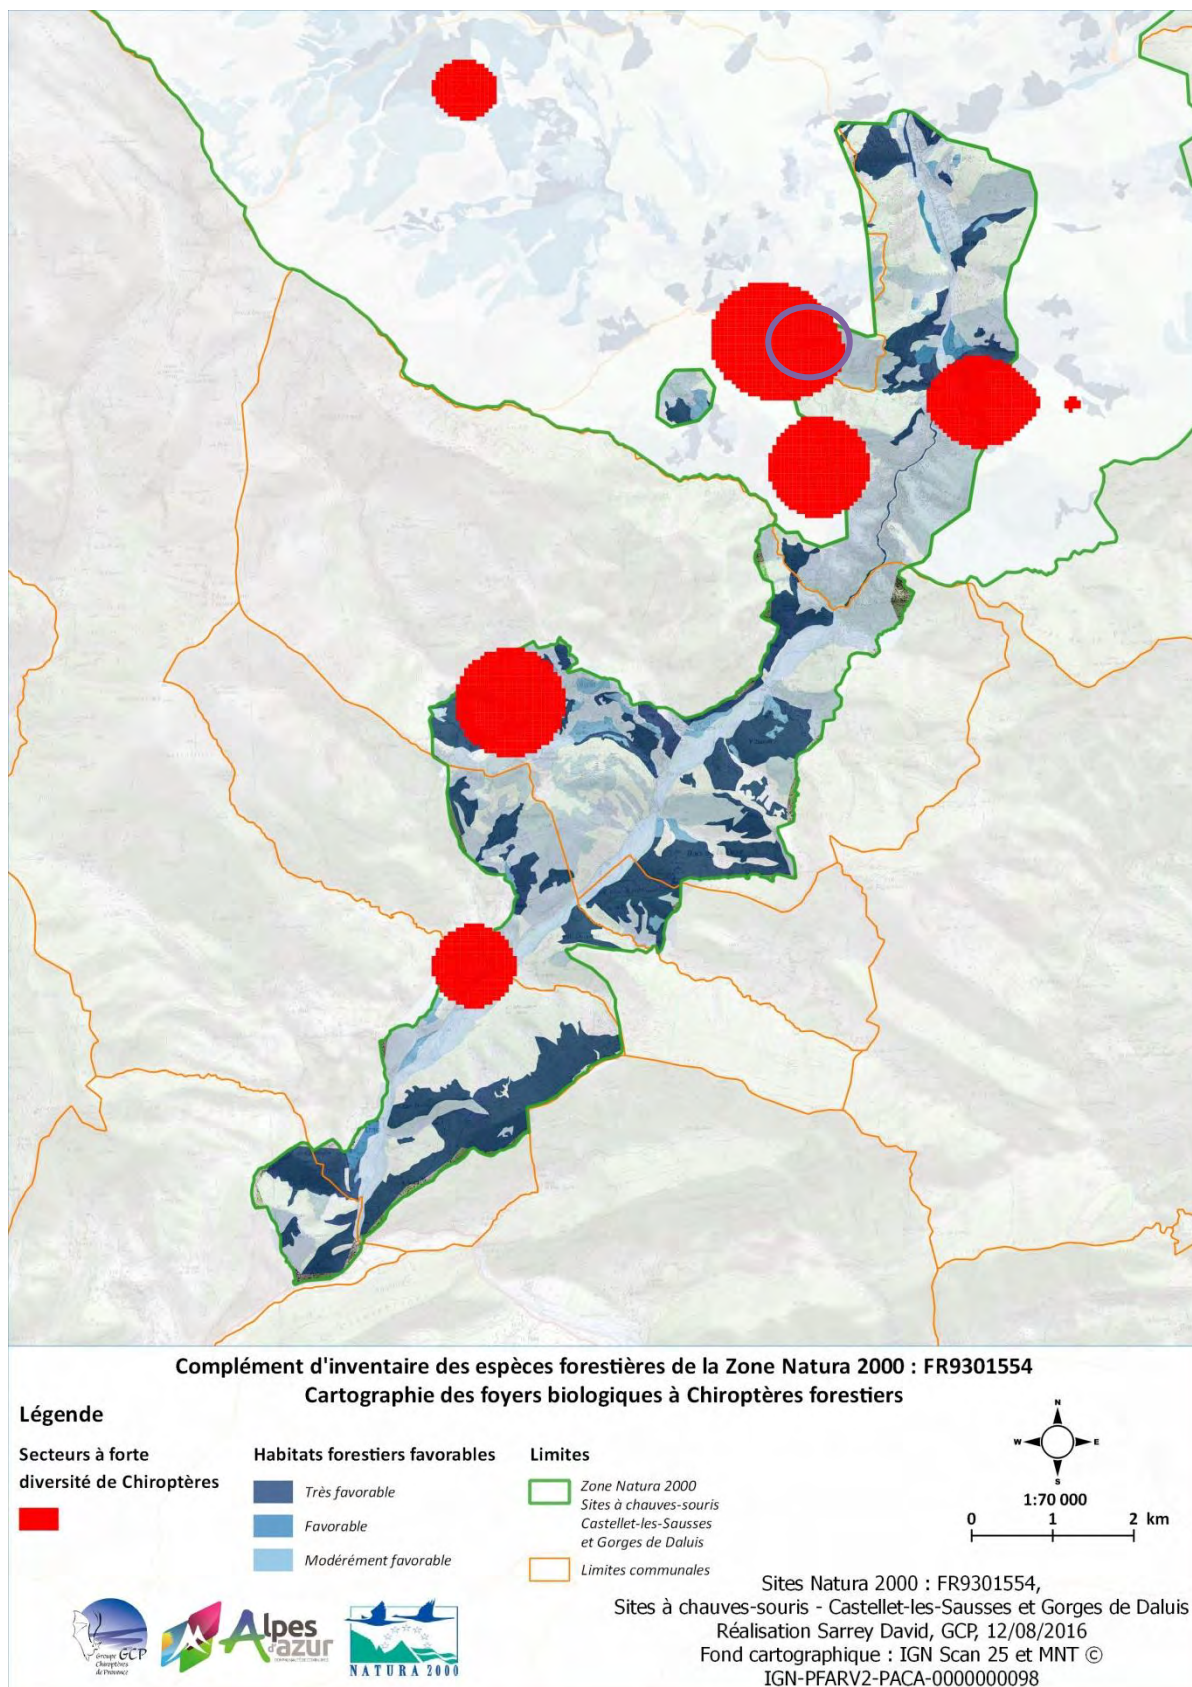 Complément d'inventaire des espèces forestières de la Zone Natura 2000 : FR9301554
Cartographie des foyers biologiques à Chiroptères forestiers
Légende
Secteurs à forte
diversité de Chiroptères
Habitats forestiers favorables
Très favorable
Favorable
Modérément favorable
Limites
Zone Natura 2000
Sites à chauves-souris
Castellet-les-Sausses
et Gorges de Daluis
Limites communales
N
W
E
S
1:70 000
0 1 2 km
Groupe GCP
Chiroptères
de Provence
Alpes
d'azur
NATURA 2000
Sites Natura 2000 : FR9301554,
Sites à chauves-souris - Castellet-les-Sausses et Gorges de Daluis
Réalisation Sarrey David, GCP, 12/08/2016
Fond cartographique : IGN Scan 25 et MNT ©
IGN-PFARV2-PACA-0000000098